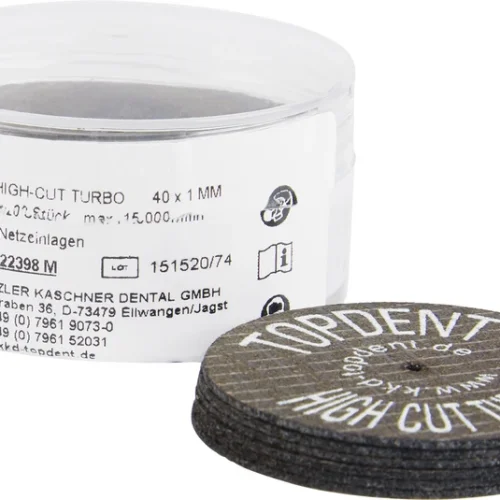 HIGH-CUT TURBO 40 x 1 MM
max. 15.000/min
Netzeinlagen
22398 M LOT 151520/74
ZLER KASCHNER DENTAL GMBH
raben 36, D-73479 Ellwangen/Jagst
49 (0) 7961 9073-0
49 (0) 7961 52031
kkd-topdent.de
TOPDENT
www.kkd-topdent.de
HIGH CUT TU